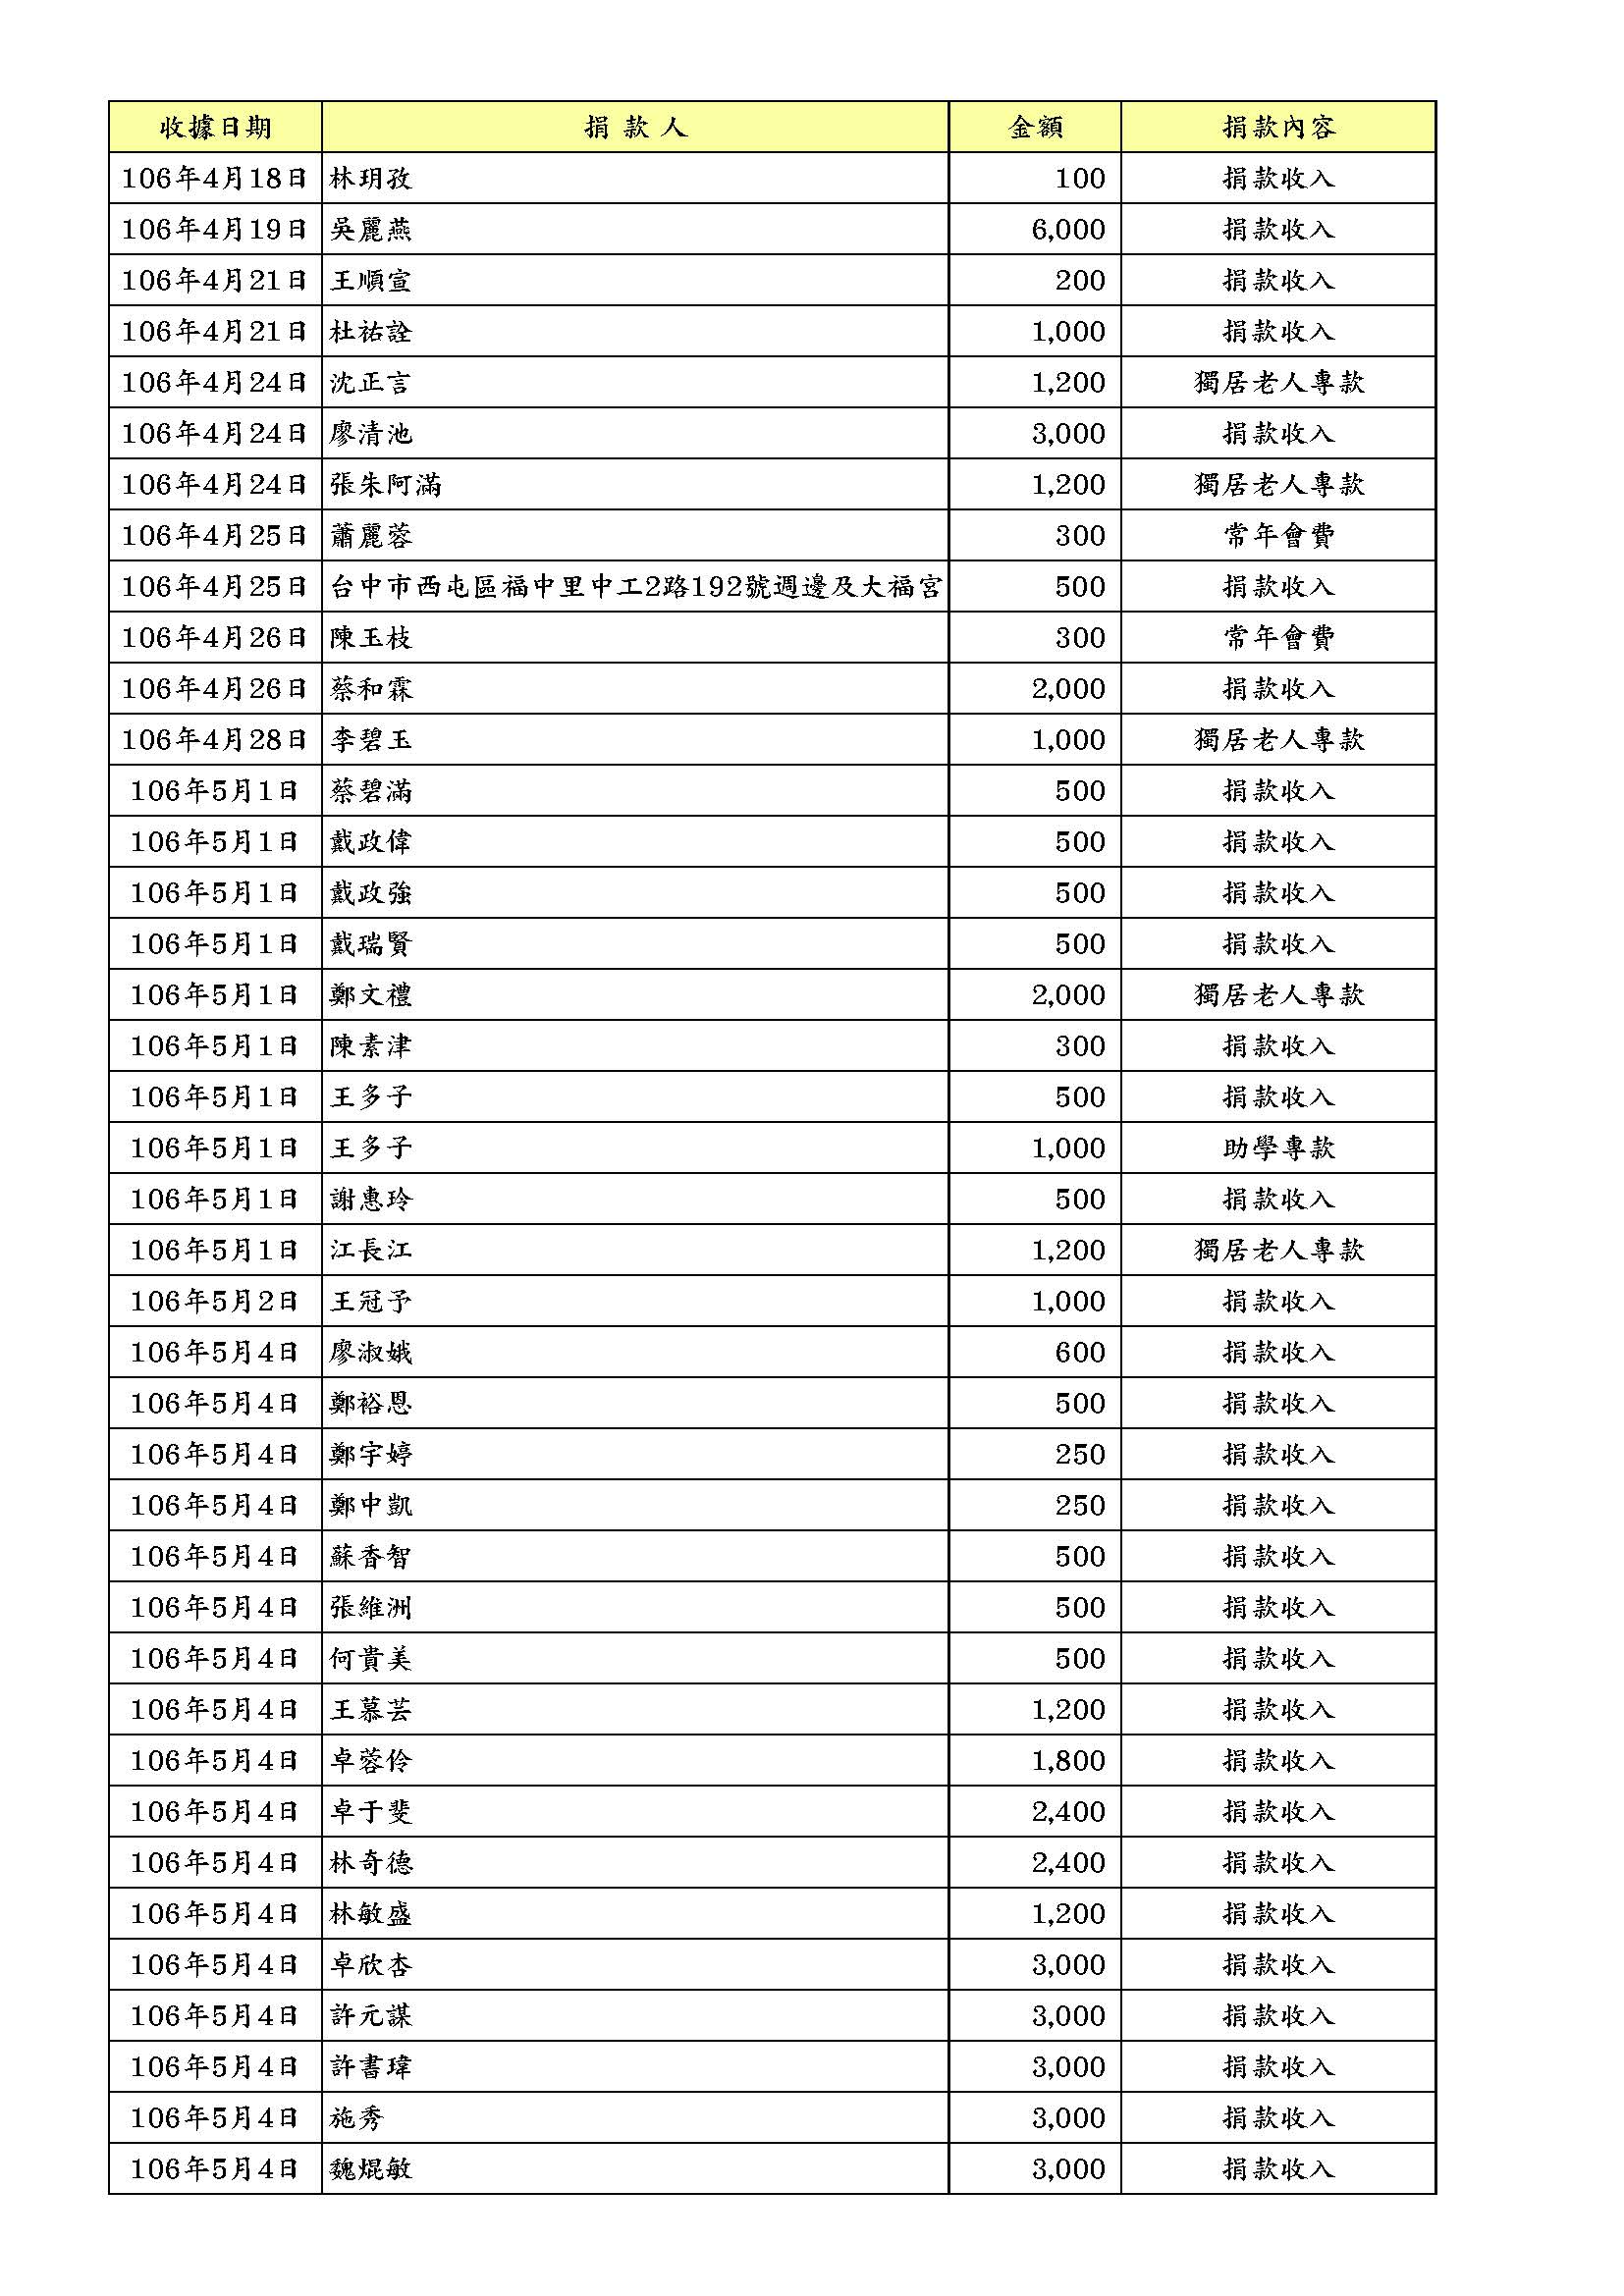 收據日期 捐 款 人 金額 捐款內容
106年4月18日 林玥孜 100 捐款收入
106年4月19日 吳麗燕 6,000 捐款收入
106年4月21日 王順宣 200 捐款收入
106年4月21日 杜祐詮 1,000 捐款收入
106年4月24日 沈正言 1,200 獨居老人專款
106年4月24日 廖清池 3,000 捐款收入
106年4月24日 張朱阿滿 1,200 獨居老人專款
106年4月25日 蕭麗蓉 300 常年會費
106年4月25日 台中市西屯區福中里中工2路192號週邊及大福宮 500 捐款收入
106年4月26日 陳玉枝 300 常年會費
106年4月26日 蔡和霖 2,000 捐款收入
106年4月28日 李碧玉 1,000 獨居老人專款
106年5月1日 蔡碧滿 500 捐款收入
106年5月1日 戴政偉 500 捐款收入
106年5月1日 戴政強 500 捐款收入
106年5月1日 戴瑞賢 500 捐款收入
106年5月1日 鄭文禮 2,000 獨居老人專款
106年5月1日 陳素津 300 捐款收入
106年5月1日 王多子 500 捐款收入
106年5月1日 王多子 1,000 助學專款
106年5月1日 謝惠玲 500 捐款收入
106年5月1日 江長江 1,200 獨居老人專款
106年5月2日 王冠予 1,000 捐款收入
106年5月4日 廖淑娥 600 捐款收入
106年5月4日 鄭裕恩 500 捐款收入
106年5月4日 鄭宇婷 250 捐款收入
106年5月4日 鄭中凱 250 捐款收入
106年5月4日 蘇香智 500 捐款收入
106年5月4日 張維洲 500 捐款收入
106年5月4日 何貴美 500 捐款收入
106年5月4日 王慕芸 1,200 捐款收入
106年5月4日 卓蓉伶 1,800 捐款收入
106年5月4日 卓于斐 2,400 捐款收入
106年5月4日 林奇德 2,400 捐款收入
106年5月4日 林敏盛 1,200 捐款收入
106年5月4日 卓欣杏 3,000 捐款收入
106年5月4日 許元謀 3,000 捐款收入
106年5月4日 許書瑋 3,000 捐款收入
106年5月4日 施秀 3,000 捐款收入
106年5月4日 魏焜敏 3,000 捐款收入